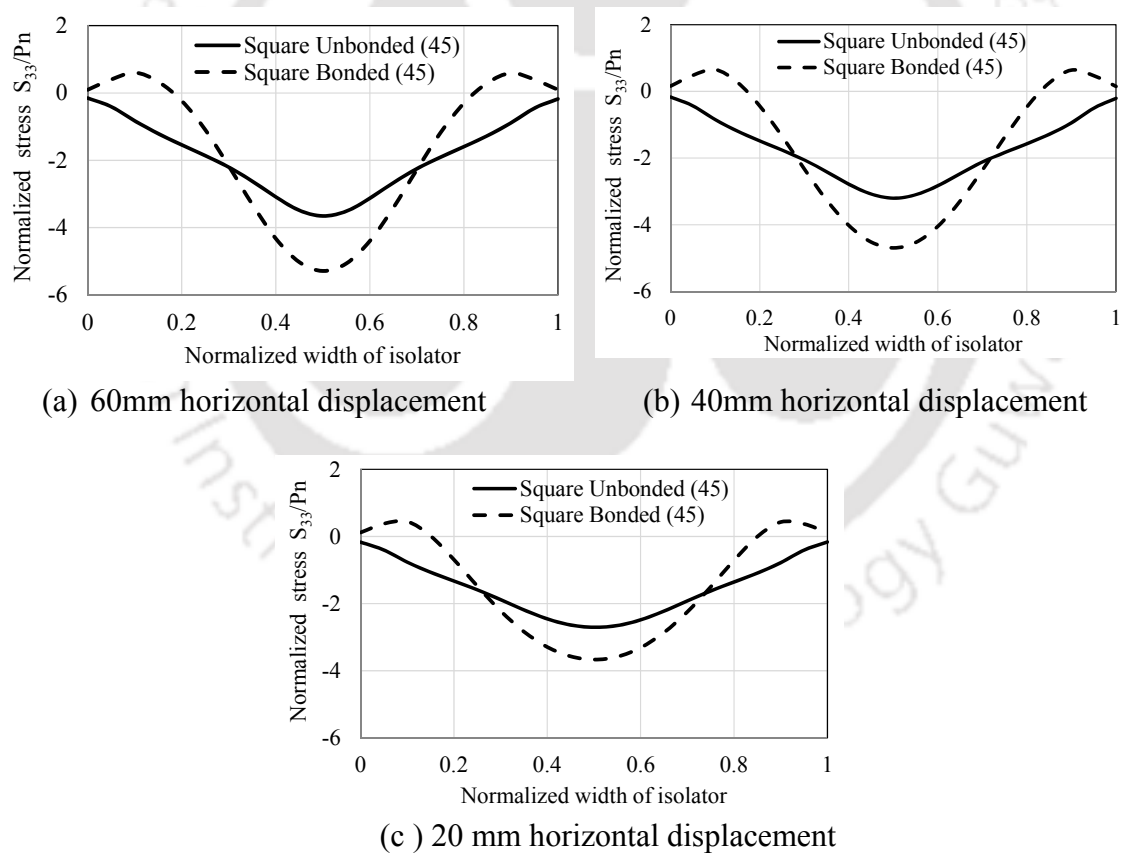 2
0
-2
-4
-6
Normalized stress S₃₃/Pn
Square Unbonded (45)
Square Bonded (45)
0 0.2 0.4 0.6 0.8 1
Normalized width of isolator
(a) 60mm horizontal displacement
2
0
-2
-4
-6
Normalized stress S₃₃/Pn
Square Unbonded (45)
Square Bonded (45)
0 0.2 0.4 0.6 0.8 1
Normalized width of isolator
(b) 40mm horizontal displacement
2
0
-2
-4
-6
Normalized stress S₃₃/Pn
Square Unbonded (45)
Square Bonded (45)
0 0.2 0.4 0.6 0.8 1
Normalized width of isolator
(c ) 20 mm horizontal displacement